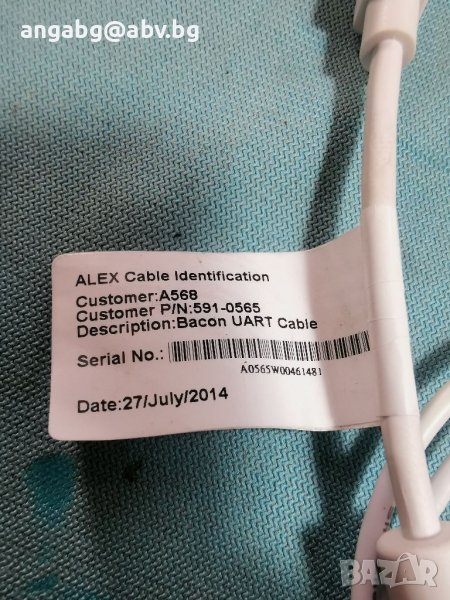 angabg@abv.bg
ALEX Cable Identification
Customer:A568
Customer P/N:591-0565
Description:Bacon UART Cable
Serial No.:
A0565W00461481
Date:27/July/2014
BAZAR